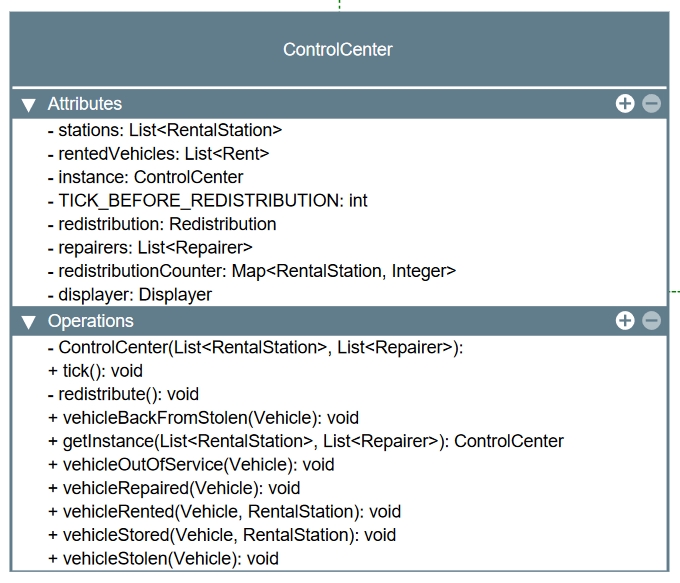 ControlCenter
Attributes
- stations: List<RentalStation>
- rentedVehicles: List<Rent>
- instance: ControlCenter
- TICK_BEFORE_REDISTRIBUTION: int
- redistribution: Redistribution
- repairers: List<Repairer>
- redistributionCounter: Map<RentalStation, Integer>
- displayer: Displayer
Operations
- ControlCenter(List<RentalStation>, List<Repairer>):
+ tick(): void
- redistribute(): void
+ vehicleBackFromStolen(Vehicle): void
+ getInstance(List<RentalStation>, List<Repairer>): ControlCenter
+ vehicleOutOfService(Vehicle): void
+ vehicleRepaired(Vehicle): void
+ vehicleRented(Vehicle, RentalStation): void
+ vehicleStored(Vehicle, RentalStation): void
+ vehicleStolen(Vehicle): void